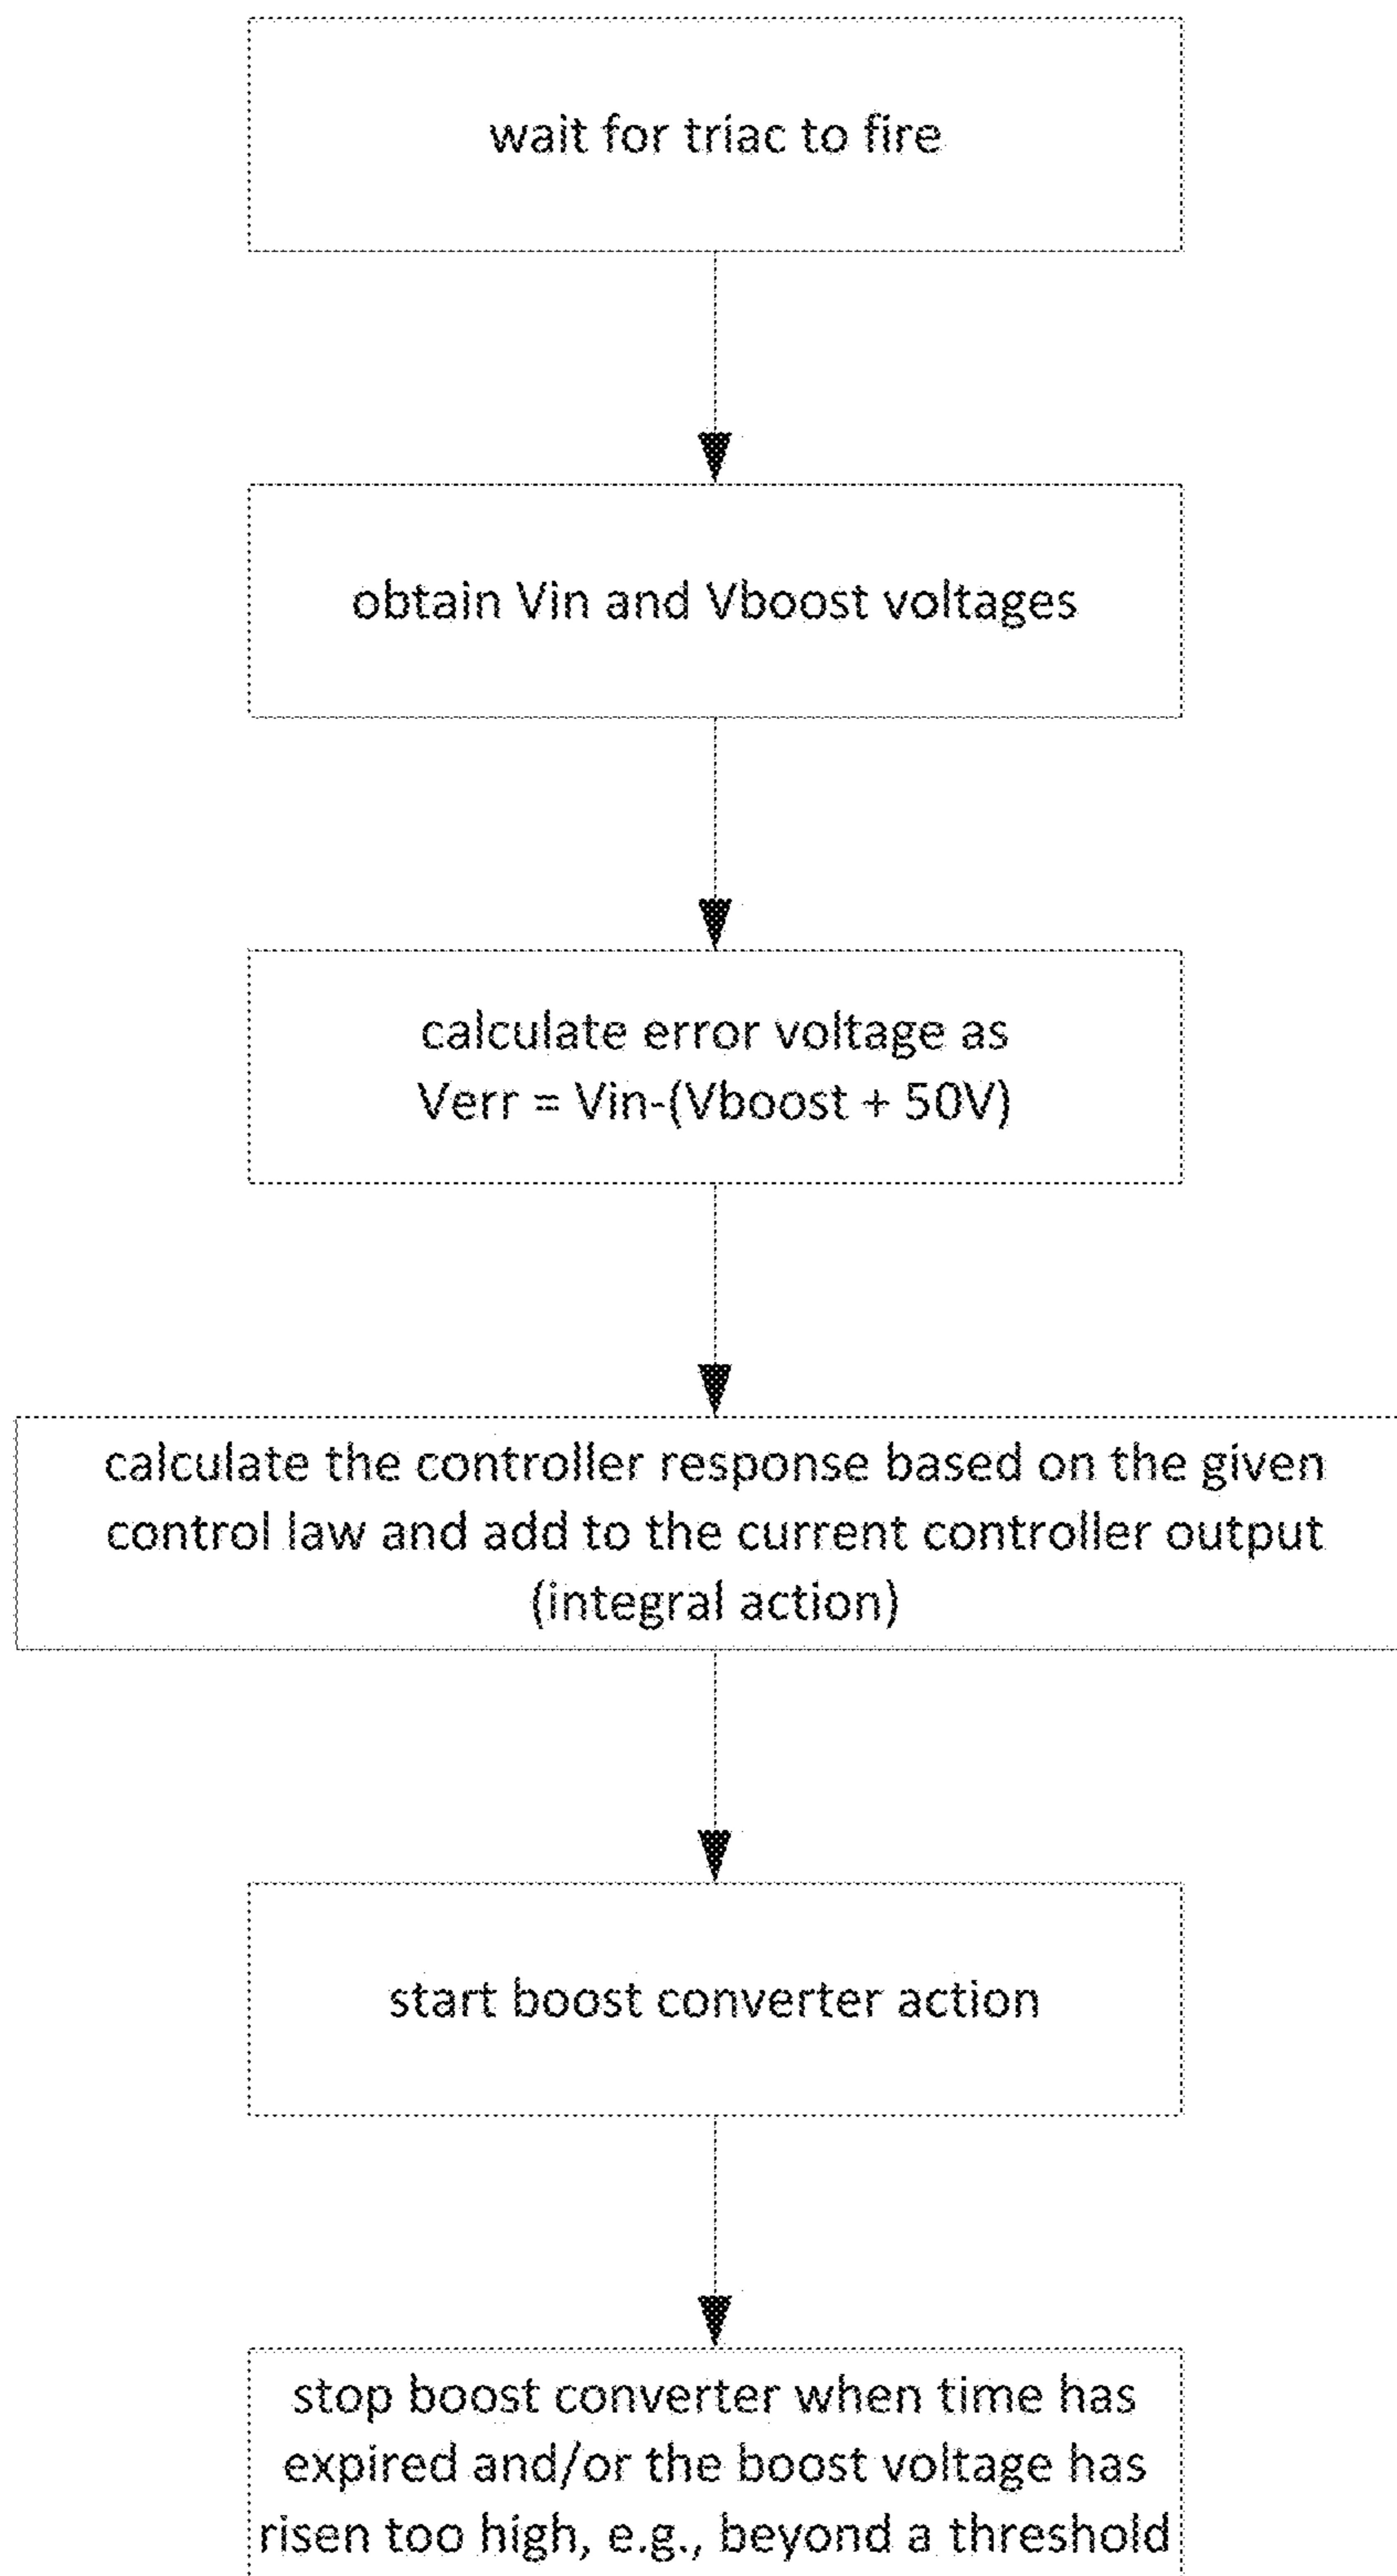 wait for triac to fire
obtain Vin and Vboost voltages
calculate error voltage as
Verr = Vin-(Vboost + 50V)
calculate the controller response based on the given
control law and add to the current controller output
(integral action)
start boost converter action
stop boost converter when time has
expired and/or the boost voltage has
risen too high, e.g., beyond a threshold